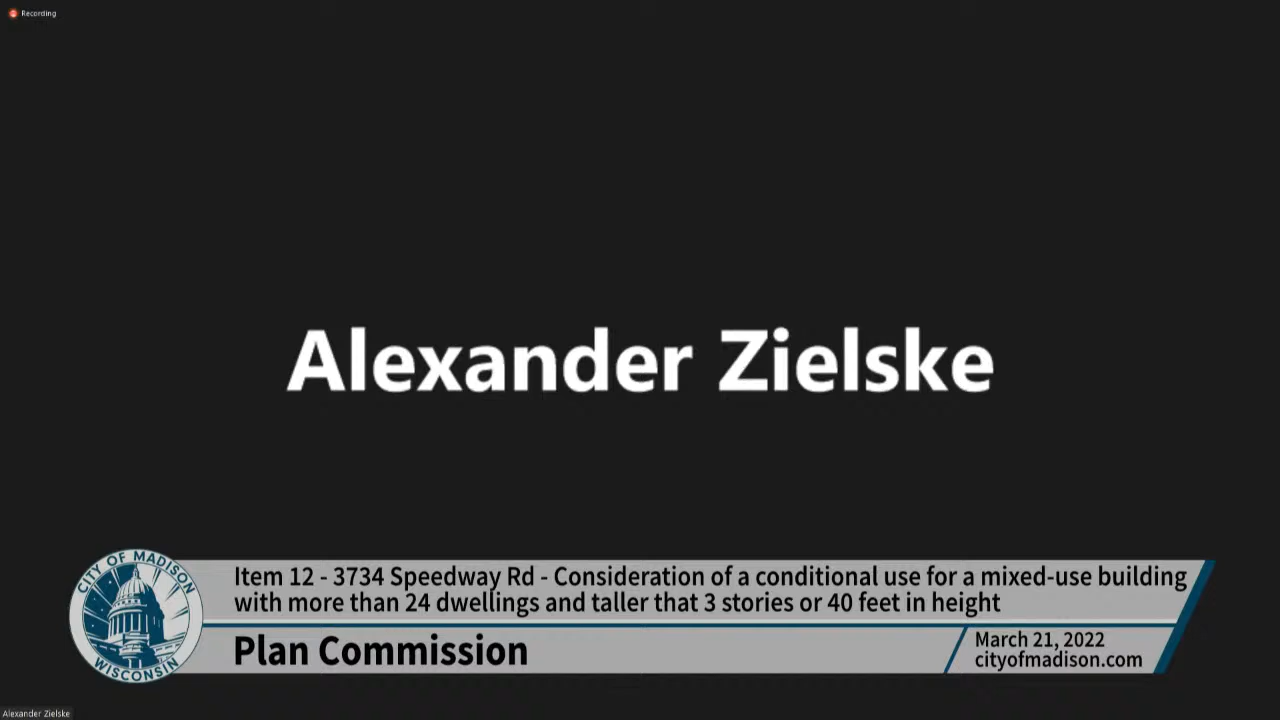 Recording
Alexander Zielske
CITY OF MADISON
WISCONSIN
Item 12 - 3734 Speedway Rd - Consideration of a conditional use for a mixed-use building
with more than 24 dwellings and taller that 3 stories or 40 feet in height
Plan Commission
March 21, 2022
cityofmadison.com
Alexander Zielske